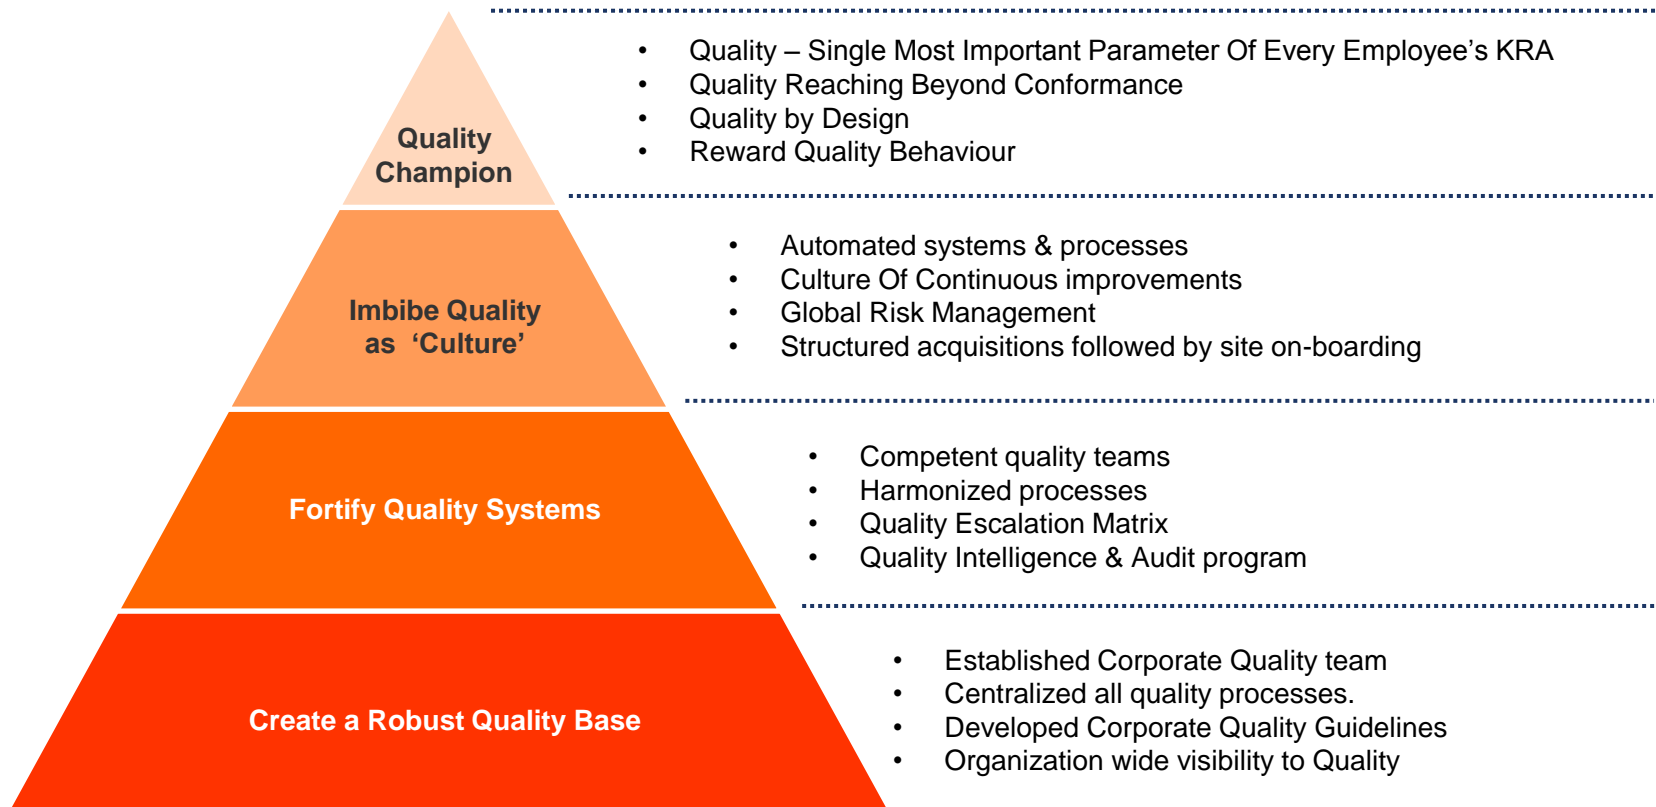 Quality
Champion
• Quality – Single Most Important Parameter Of Every Employee’s KRA
• Quality Reaching Beyond Conformance
• Quality by Design
• Reward Quality Behaviour
Imbibe Quality
as ‘Culture’
• Automated systems & processes
• Culture Of Continuous improvements
• Global Risk Management
• Structured acquisitions followed by site on-boarding
Fortify Quality Systems
• Competent quality teams
• Harmonized processes
• Quality Escalation Matrix
• Quality Intelligence & Audit program
Create a Robust Quality Base
• Established Corporate Quality team
• Centralized all quality processes.
• Developed Corporate Quality Guidelines
• Organization wide visibility to Quality